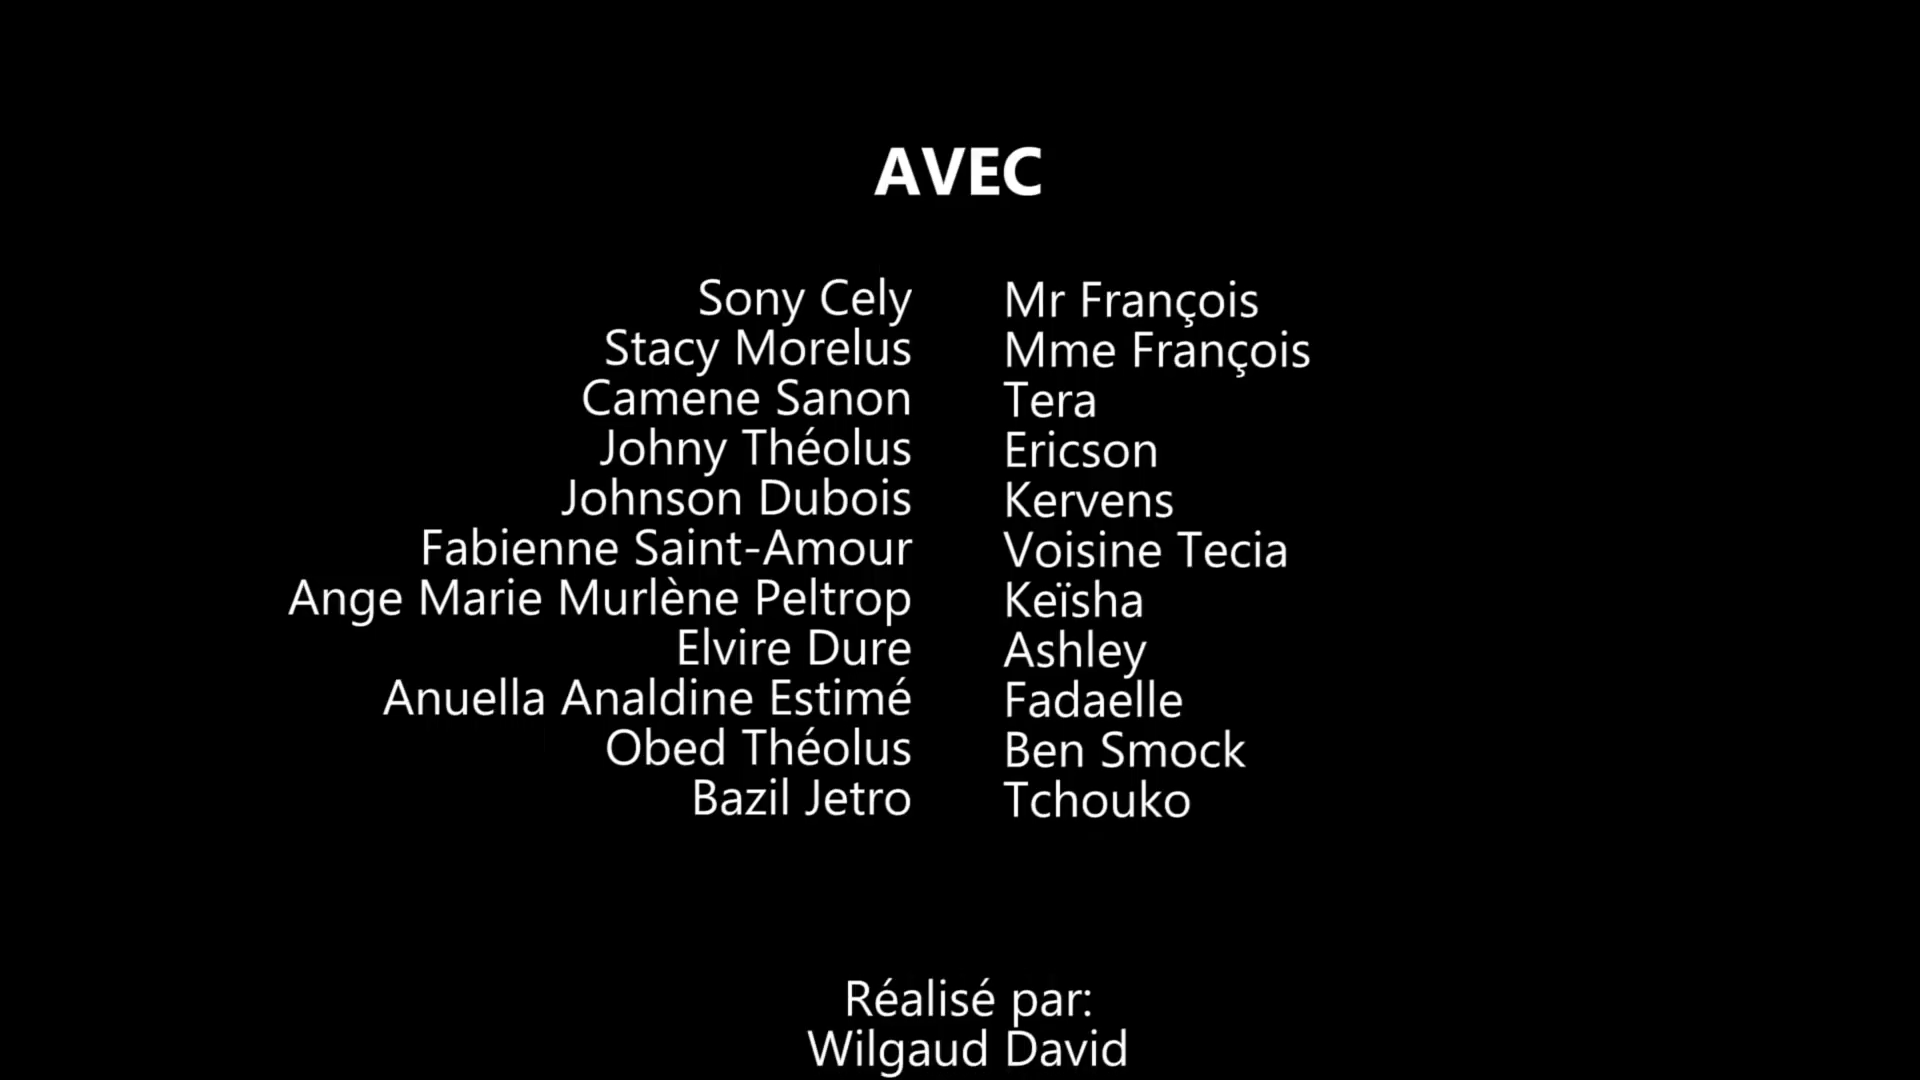 AVEC
Sony Cely Mr François
Stacy Morelus Mme François
Camene Sanon Tera
Johny Théolus Ericson
Johnson Dubois Kervens
Fabienne Saint-Amour Voisine Tecia
Ange Marie Murlène Peltrop Keïsha
Elvire Dure Ashley
Anuella Analdine Estimé Fadaelle
Obed Théolus Ben Smock
Bazil Jetro Tchouko
Réalisé par:
Wilgaud David